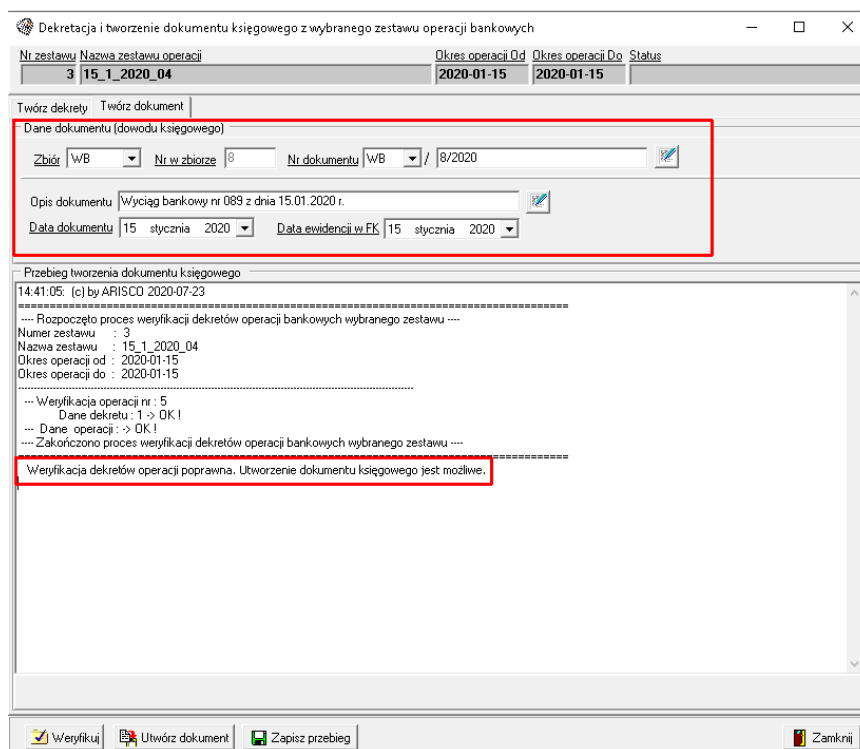 Dekretacja i tworzenie dokumentu księgowego z wybranego zestawu operacji bankowych
Nr zestawu Nazwa zestawu operacji Okres operacji Od Okres operacji Do Status
3 15_1_2020_04 2020-01-15 2020-01-15
Twórz dekrety Twórz dokument
Dane dokumentu (dowodu księgowego)
Zbiór WB Nr w zbiorze 8 Nr dokumentu WB / 8/2020
Opis dokumentu Wyciąg bankowy nr 089 z dnia 15.01.2020 r.
Data dokumentu 15 stycznia 2020 Data ewidencji w FK 15 stycznia 2020
Przebieg tworzenia dokumentu księgowego
14:41:05: (c) by ARISCO 2020-07-23
==========================================================================================
---- Rozpoczęto proces weryfikacji dekretów operacji bankowych wybranego zestawu ----
Numer zestawu : 3
Nazwa zestawu : 15_1_2020_04
Okres operacji od : 2020-01-15
Okres operacji do : 2020-01-15
------------------------------------------------------------------------------------------
--- Weryfikacja operacji nr : 5
Dane dekretu : 1 -> OK !
--- Dane operacji : -> OK !
---- Zakończono proces weryfikacji dekretów operacji bankowych wybranego zestawu ----
==========================================================================================
Weryfikacja dekretów operacji poprawna. Utworzenie dokumentu księgowego jest możliwe.
Weryfikuj Utwórz dokument Zapisz przebieg Zamknij